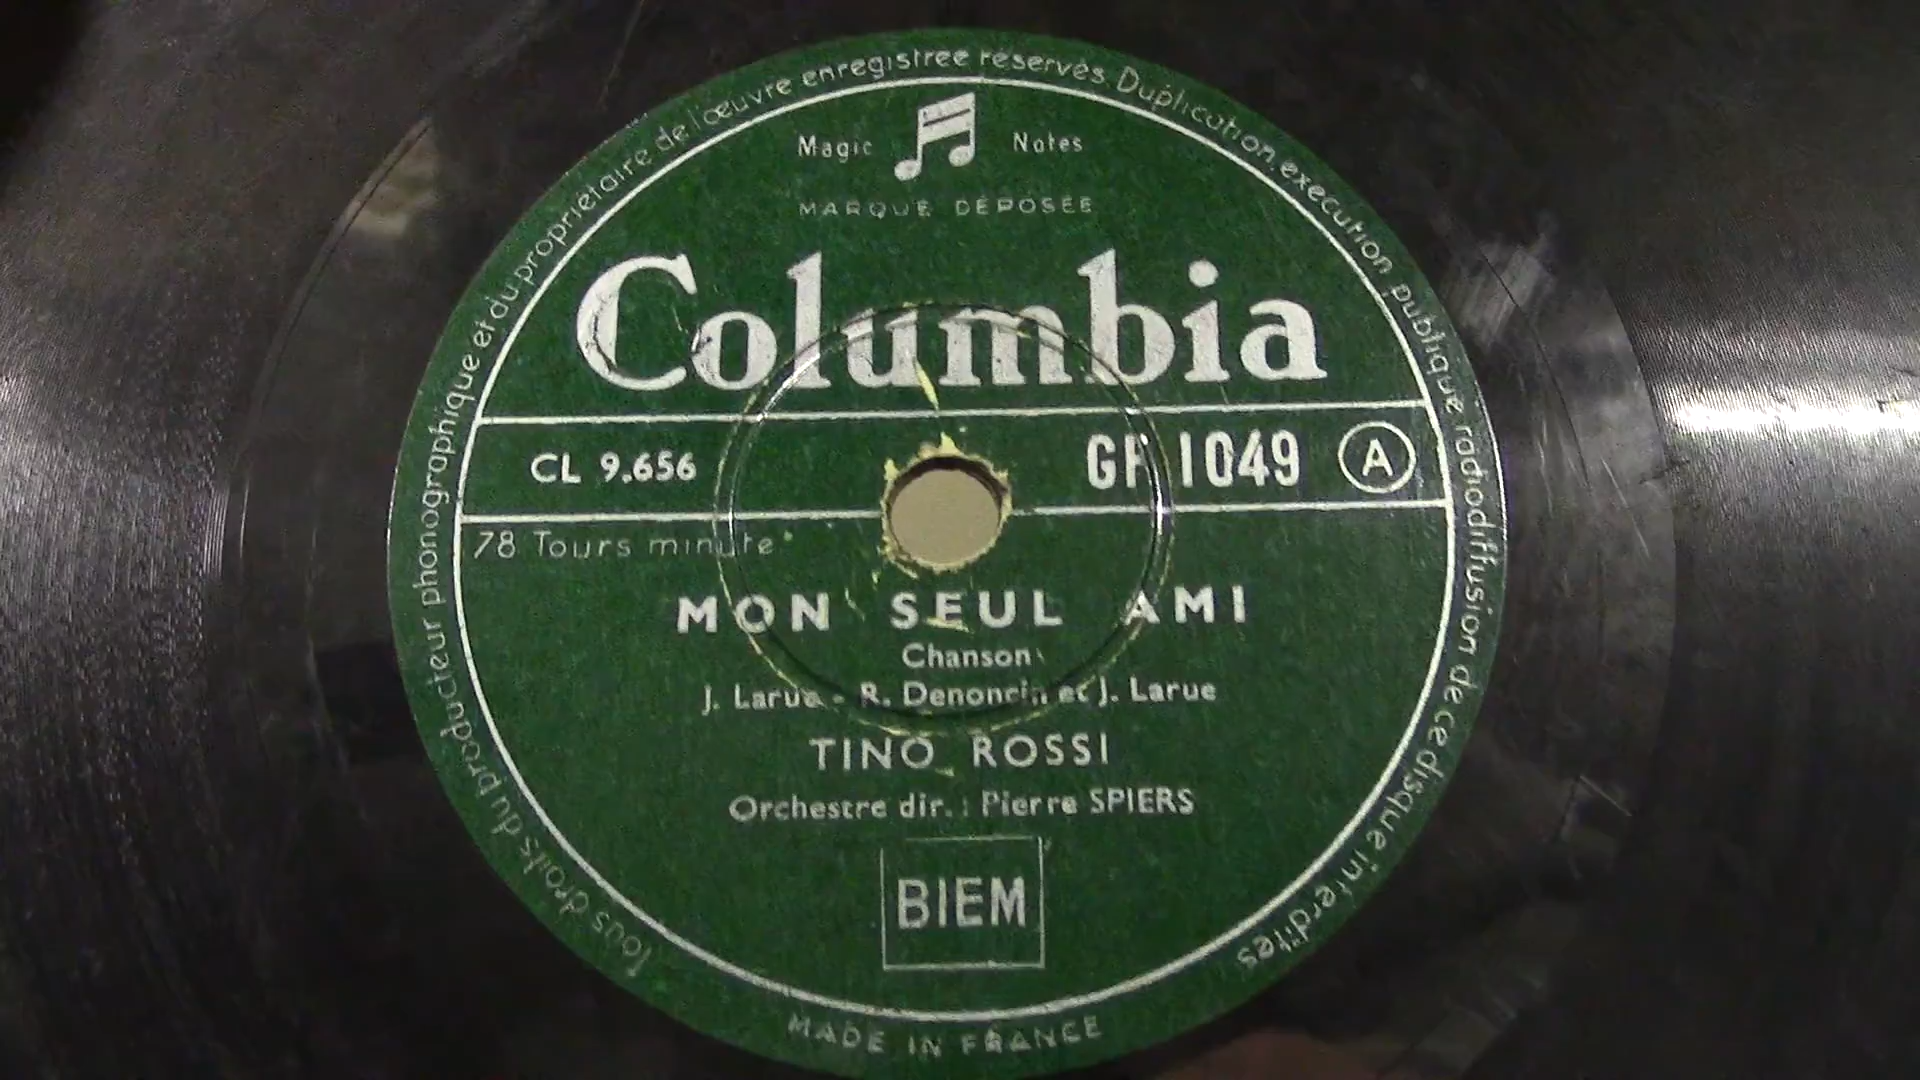 Tous droits du producteur phonographique et du propriétaire de l'œuvre enregistrée réservés. Duplication, exécution publique, radiodiffusion de ce disque interdites
Magic Notes
MARQUE DÉPOSÉE
Columbia
CL 9.656 GF 1049 A
78 Tours minute
MON SEUL AMI
Chanson
J. Larue - R. Denoncin et J. Larue
TINO ROSSI
Orchestre dir. : Pierre SPIERS
BIEM
MADE IN FRANCE